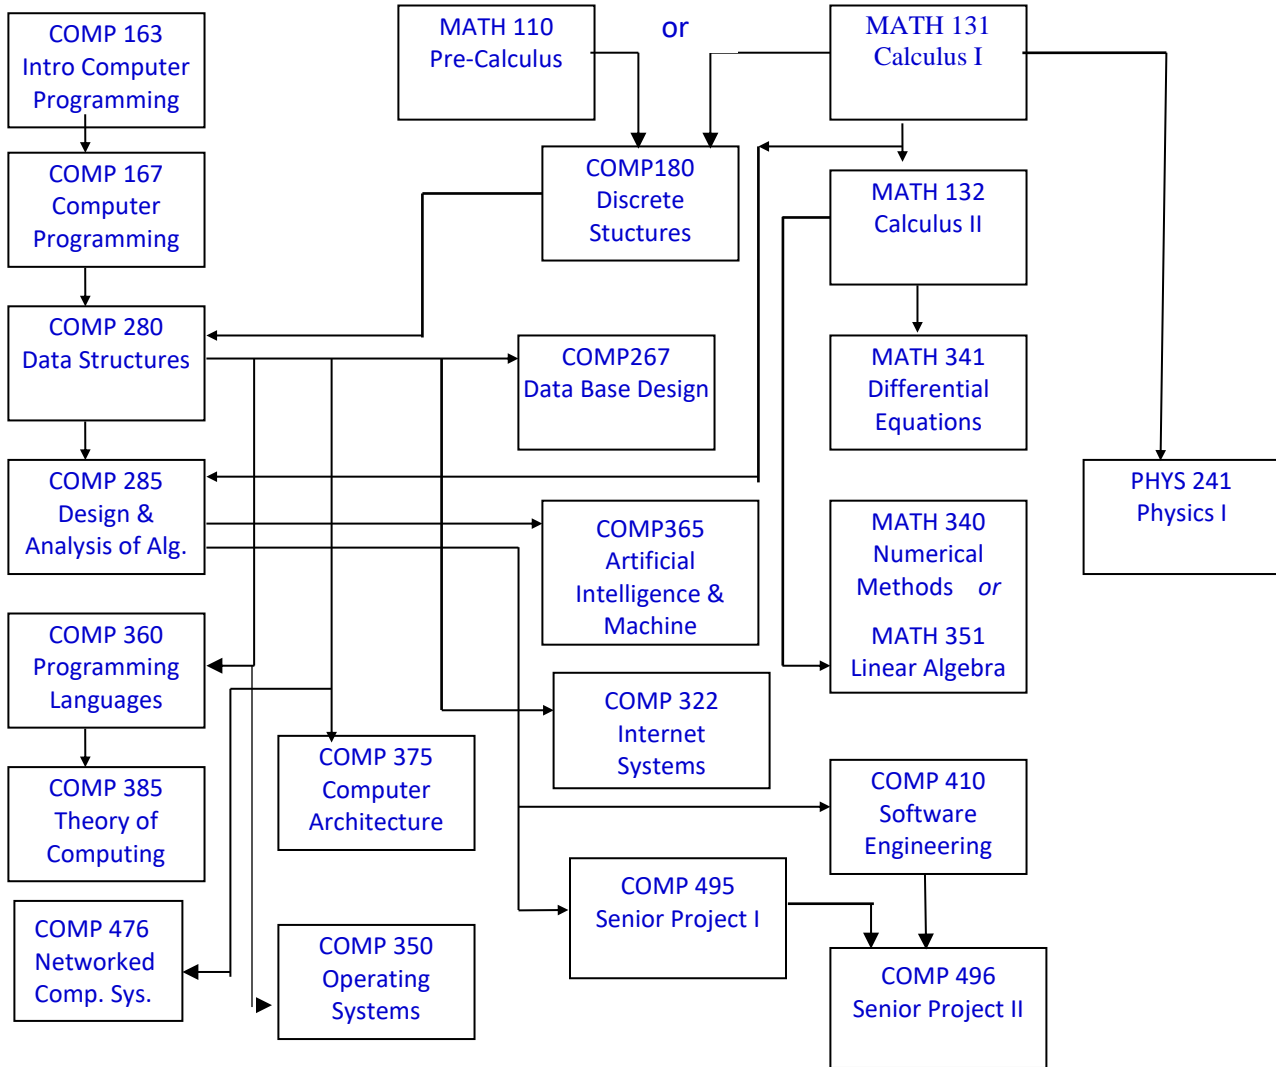 COMP 163
Intro Computer
Programming
MATH 110
Pre-Calculus
or
MATH 131
Calculus I
COMP 167
Computer
Programming
COMP180
Discrete
Stuctures
MATH 132
Calculus II
COMP 280
Data Structures
COMP267
Data Base Design
MATH 341
Differential
Equations
COMP 285
Design &
Analysis of Alg.
COMP365
Artificial
Intelligence &
Machine
MATH 340
Numerical
Methods or
MATH 351
Linear Algebra
PHYS 241
Physics I
COMP 360
Programming
Languages
COMP 322
Internet
Systems
COMP 375
Computer
Architecture
COMP 385
Theory of
Computing
COMP 410
Software
Engineering
COMP 495
Senior Project I
COMP 476
Networked
Comp. Sys.
COMP 350
Operating
Systems
COMP 496
Senior Project II